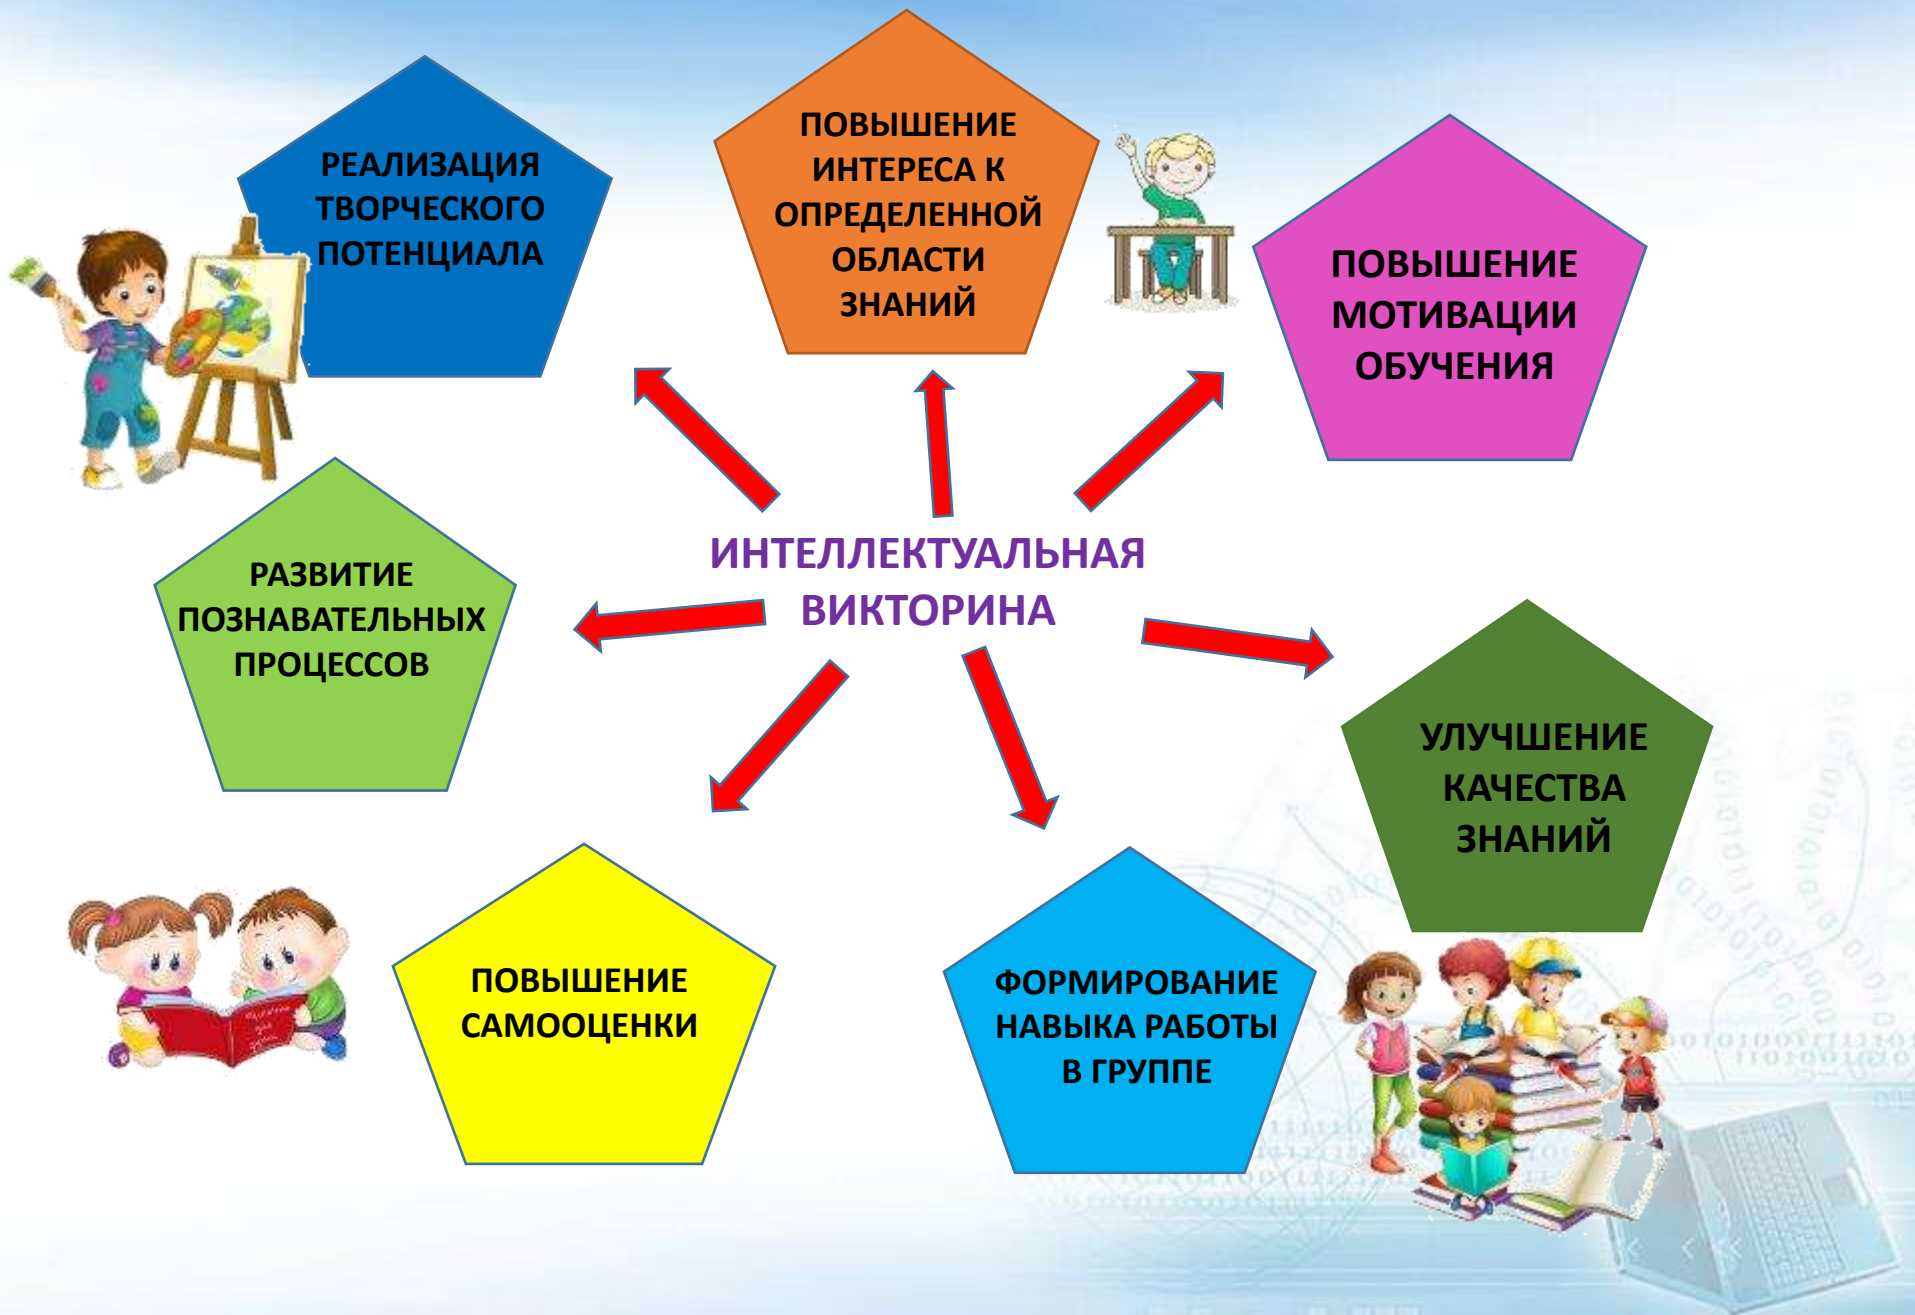 РЕАЛИЗАЦИЯ
ТВОРЧЕСКОГО
ПОТЕНЦИАЛА
ПОВЫШЕНИЕ
ИНТЕРЕСА К
ОПРЕДЕЛЕННОЙ
ОБЛАСТИ
ЗНАНИЙ
ПОВЫШЕНИЕ
МОТИВАЦИИ
ОБУЧЕНИЯ
ИНТЕЛЛЕКТУАЛЬНАЯ
ВИКТОРИНА
РАЗВИТИЕ
ПОЗНАВАТЕЛЬНЫХ
ПРОЦЕССОВ
УЛУЧШЕНИЕ
КАЧЕСТВА
ЗНАНИЙ
ПОВЫШЕНИЕ
САМООЦЕНКИ
ФОРМИРОВАНИЕ
НАВЫКА РАБОТЫ
В ГРУППЕ